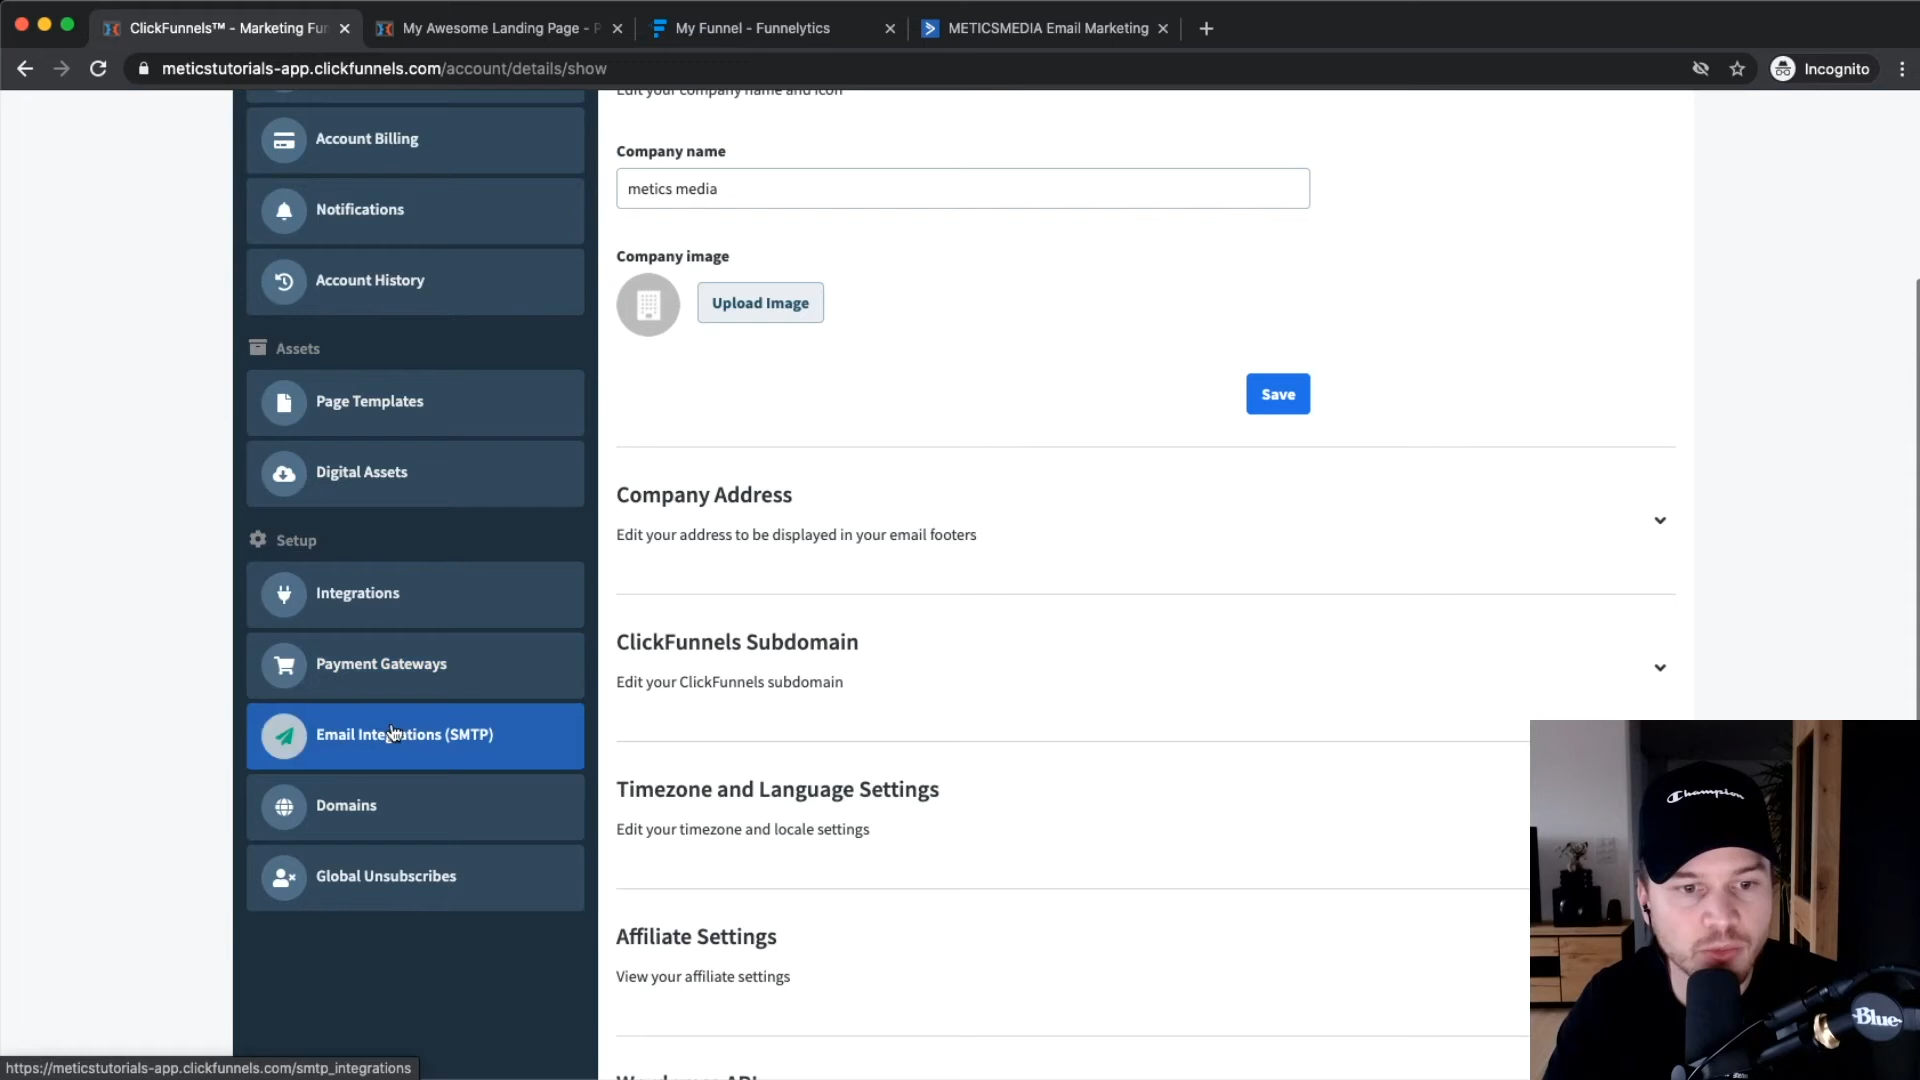 ClickFunnels™ - Marketing Fun
My Awesome Landing Page - P
My Funnel - Funnelytics
METICSMEDIA Email Marketing
meticstutorials-app.clickfunnels.com/account/details/show
Incognito
Edit your company name and icon
Account Billing
Notifications
Account History
Assets
Page Templates
Digital Assets
Setup
Integrations
Payment Gateways
Email Integrations (SMTP)
Domains
Global Unsubscribes
Company name
metics media
Company image
Upload Image
Save
Company Address
Edit your address to be displayed in your email footers
ClickFunnels Subdomain
Edit your ClickFunnels subdomain
Timezone and Language Settings
Edit your timezone and locale settings
Affiliate Settings
View your affiliate settings
Champion
Blue
https://meticstutorials-app.clickfunnels.com/smtp_integrations